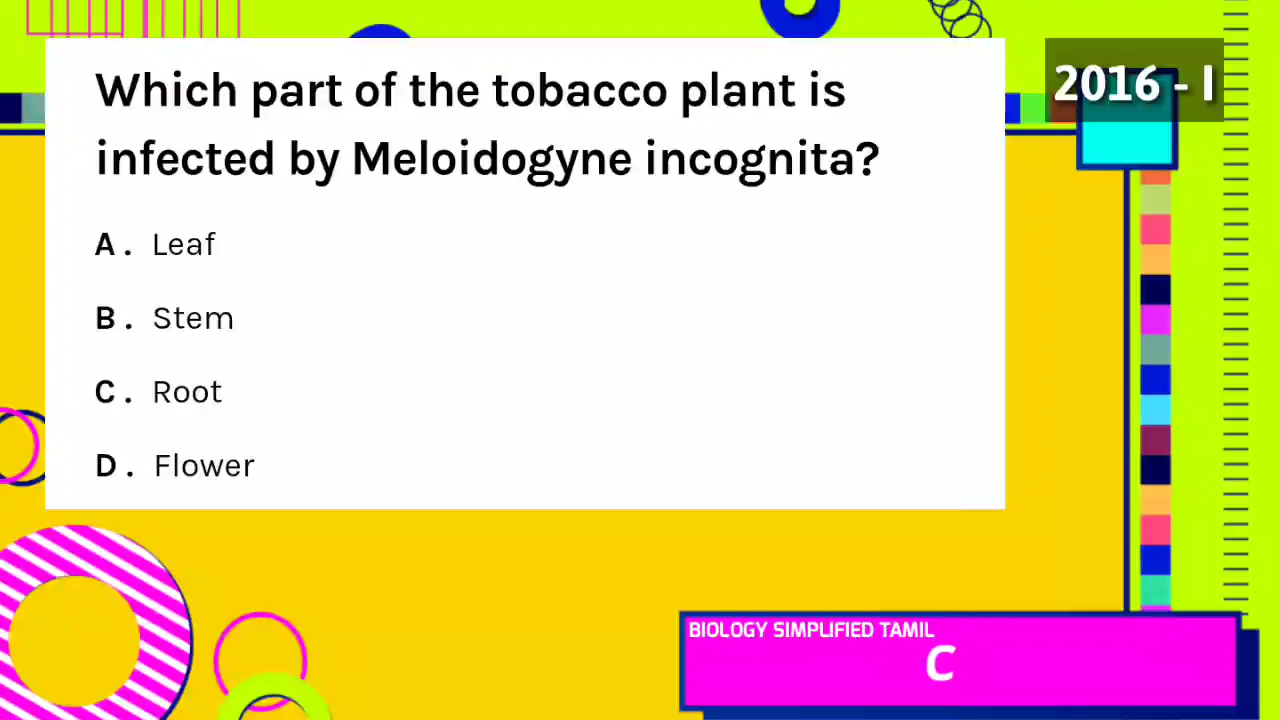 Which part of the tobacco plant is
infected by Meloidogyne incognita?
2016 - I
A. Leaf
B. Stem
C. Root
D. Flower
BIOLOGY SIMPLIFIED TAMIL
C